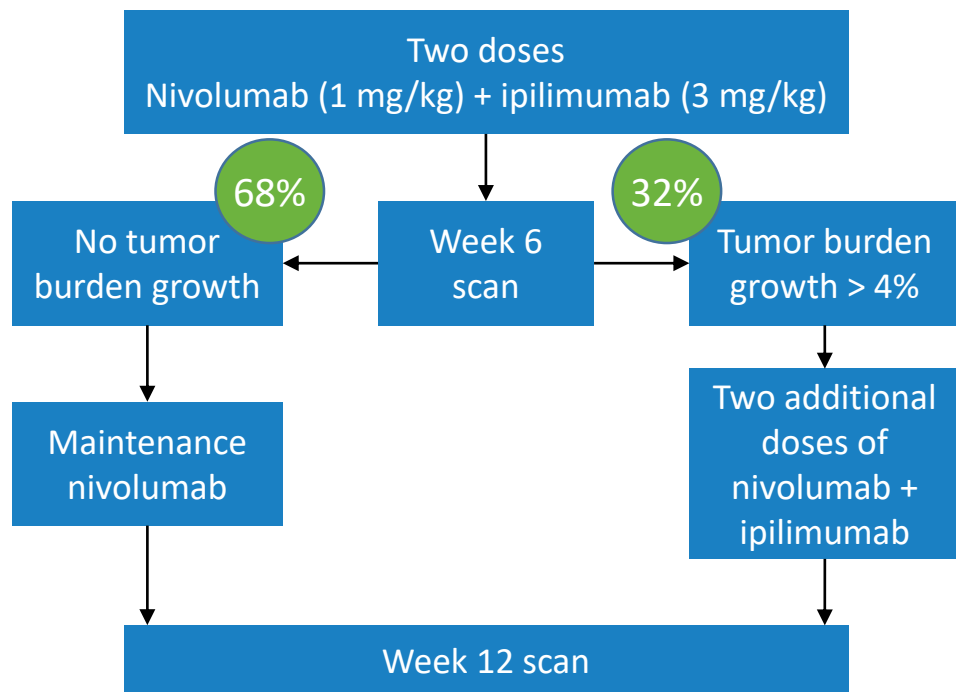 Two doses
Nivolumab (1 mg/kg) + ipilimumab (3 mg/kg)
68%
32%
No tumor
burden growth
Week 6
scan
Tumor burden
growth > 4%
Maintenance
nivolumab
Two additional
doses of
nivolumab +
ipilimumab
Week 12 scan